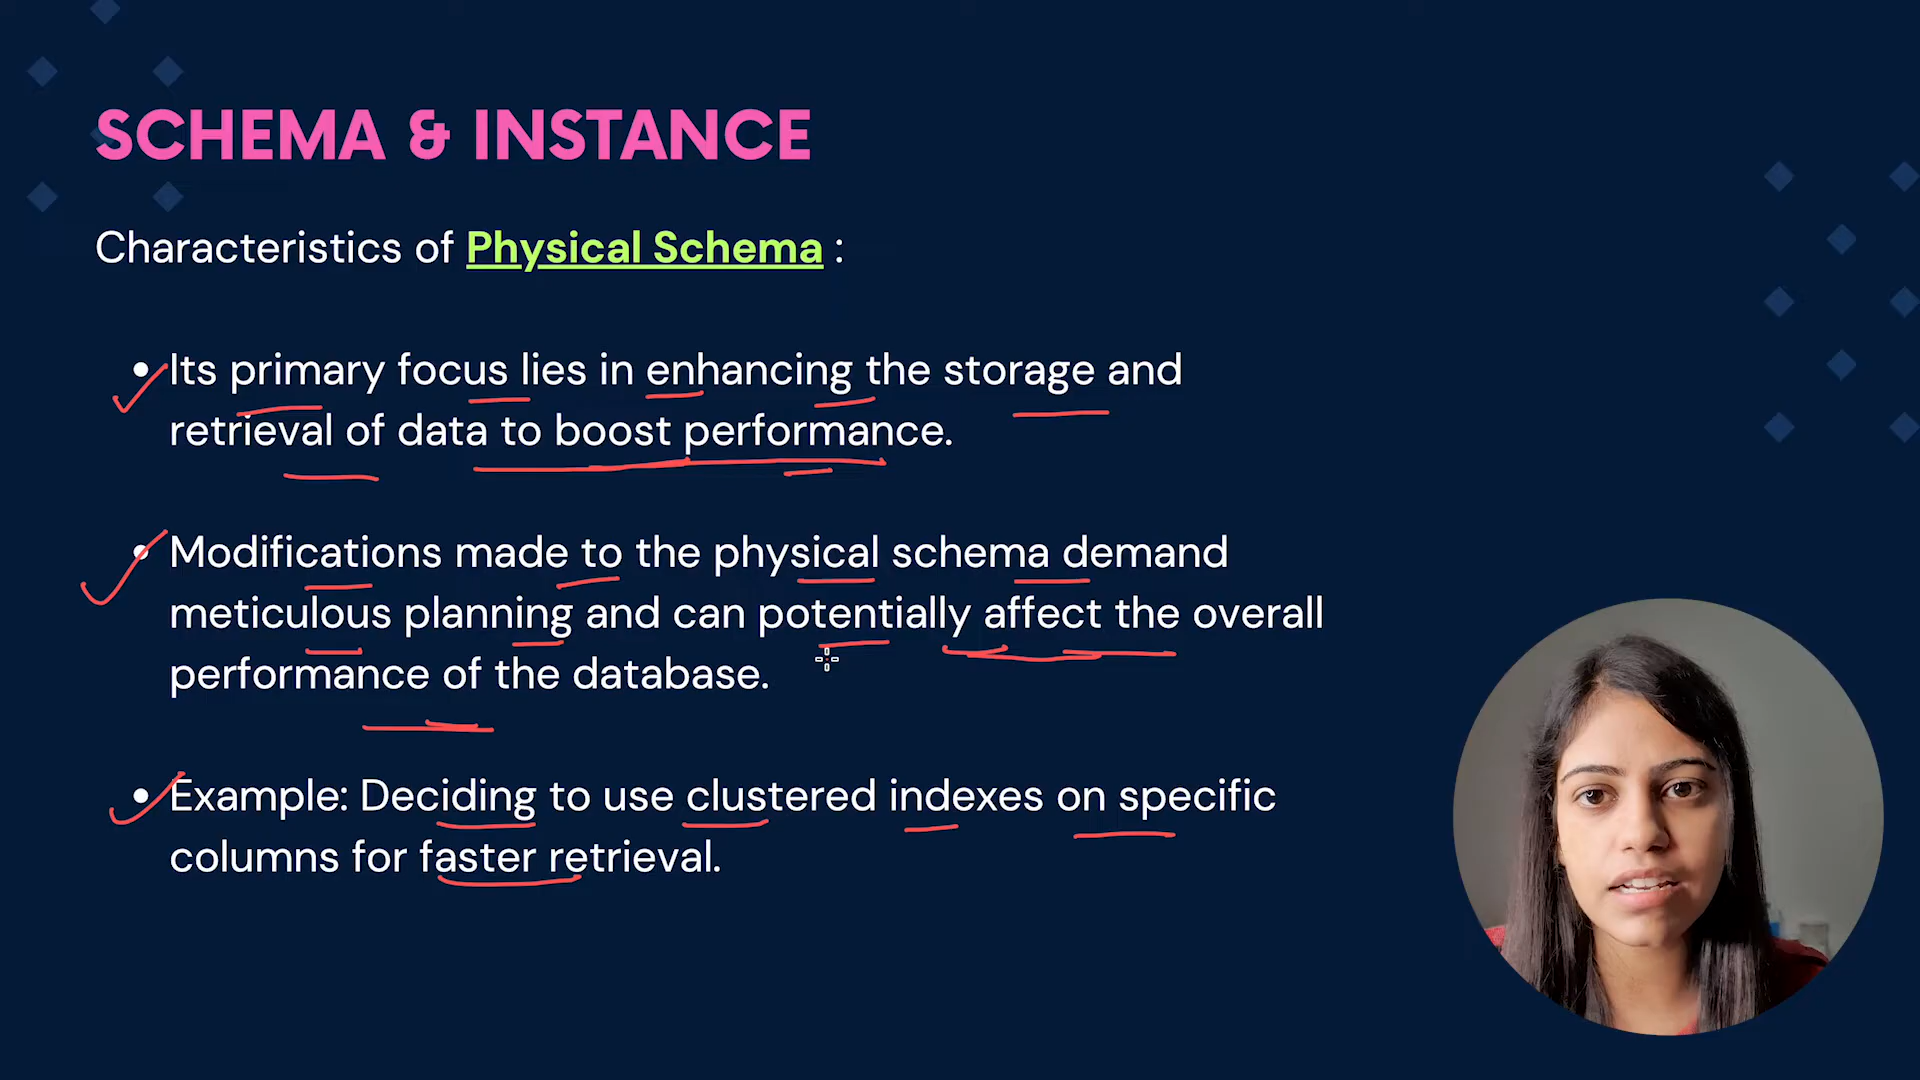 SCHEMA & INSTANCE
Characteristics of Physical Schema :
• Its primary focus lies in enhancing the storage and
retrieval of data to boost performance.
• Modifications made to the physical schema demand
meticulous planning and can potentially affect the overall
performance of the database.
• Example: Deciding to use clustered indexes on specific
columns for faster retrieval.